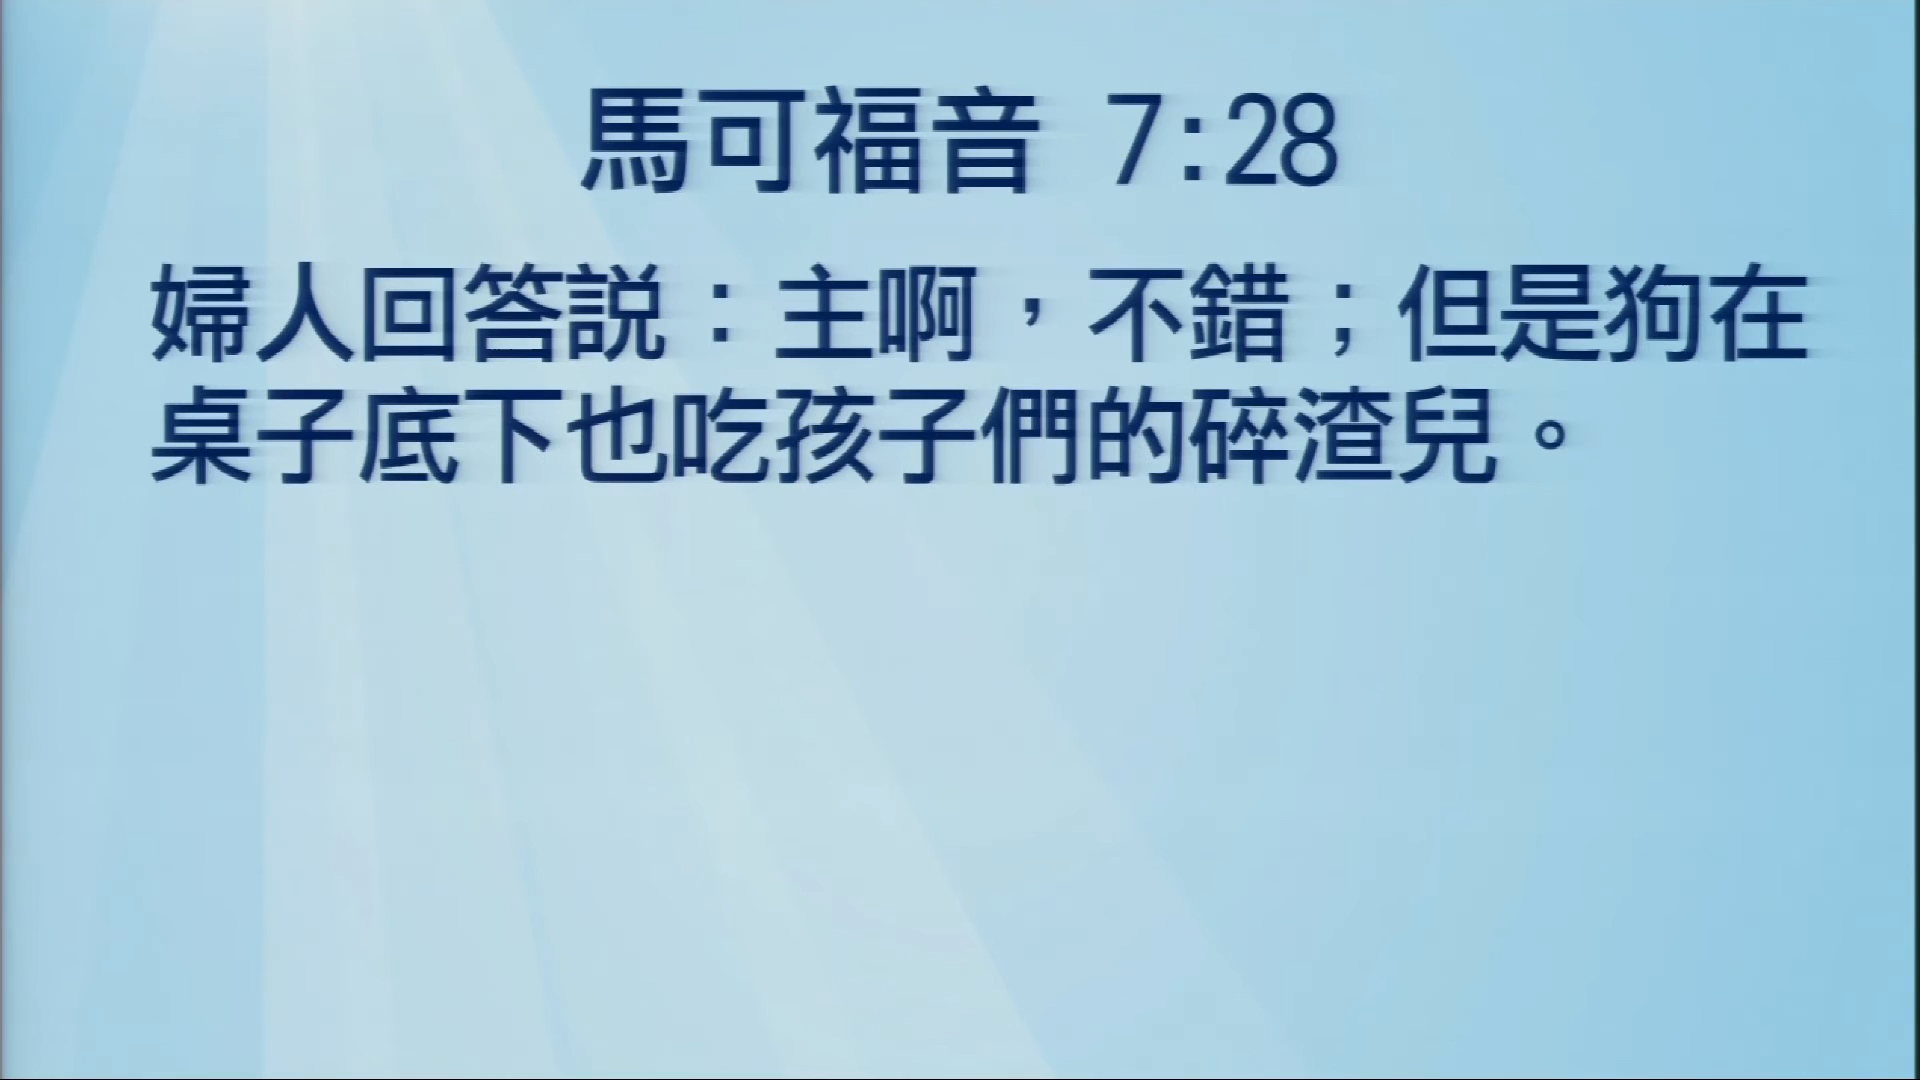 馬可福音 7:28
婦人回答説：主啊，不錯；但是狗在
桌子底下也吃孩子們的碎渣兒。